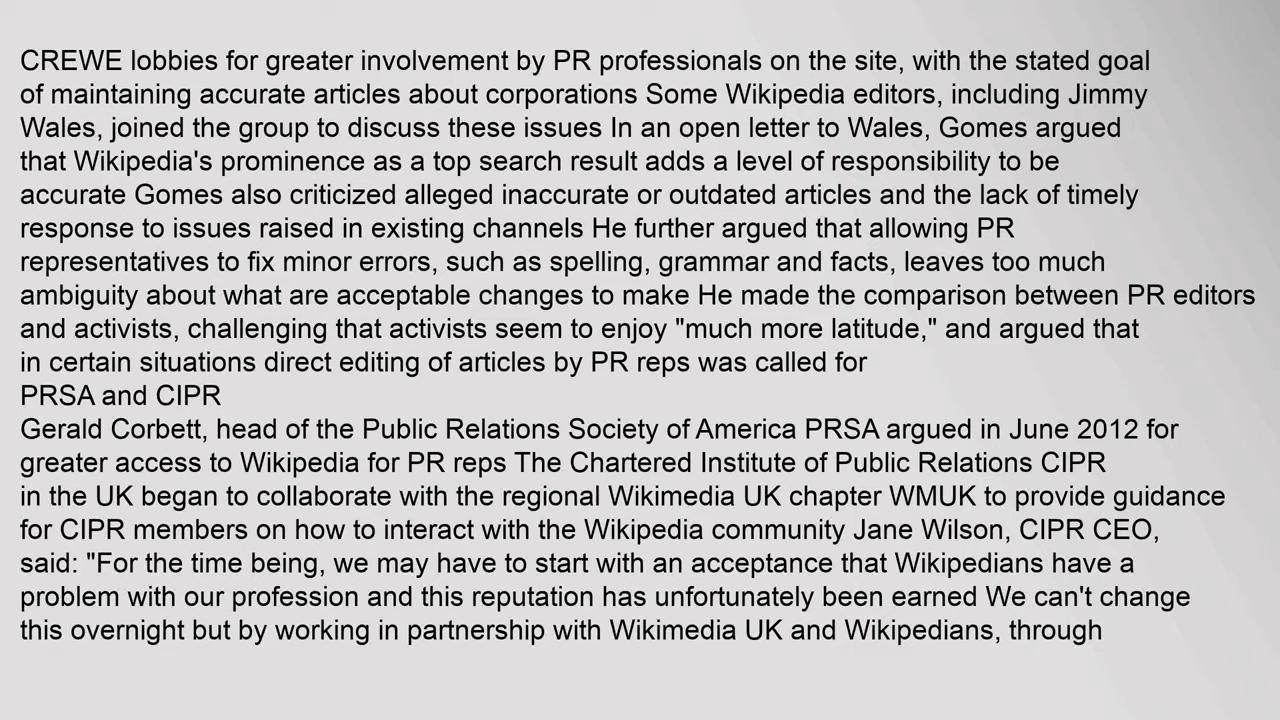 CREWE lobbies for greater involvement by PR professionals on the site, with the stated goal
of maintaining accurate articles about corporations Some Wikipedia editors, including Jimmy
Wales, joined the group to discuss these issues In an open letter to Wales, Gomes argued
that Wikipedia's prominence as a top search result adds a level of responsibility to be
accurate Gomes also criticized alleged inaccurate or outdated articles and the lack of timely
response to issues raised in existing channels He further argued that allowing PR
representatives to fix minor errors, such as spelling, grammar and facts, leaves too much
ambiguity about what are acceptable changes to make He made the comparison between PR editors
and activists, challenging that activists seem to enjoy "much more latitude," and argued that
in certain situations direct editing of articles by PR reps was called for
PRSA and CIPR
Gerald Corbett, head of the Public Relations Society of America PRSA argued in June 2012 for
greater access to Wikipedia for PR reps The Chartered Institute of Public Relations CIPR
in the UK began to collaborate with the regional Wikimedia UK chapter WMUK to provide guidance
for CIPR members on how to interact with the Wikipedia community Jane Wilson, CIPR CEO,
said: "For the time being, we may have to start with an acceptance that Wikipedians have a
problem with our profession and this reputation has unfortunately been earned We can't change
this overnight but by working in partnership with Wikimedia UK and Wikipedians, through